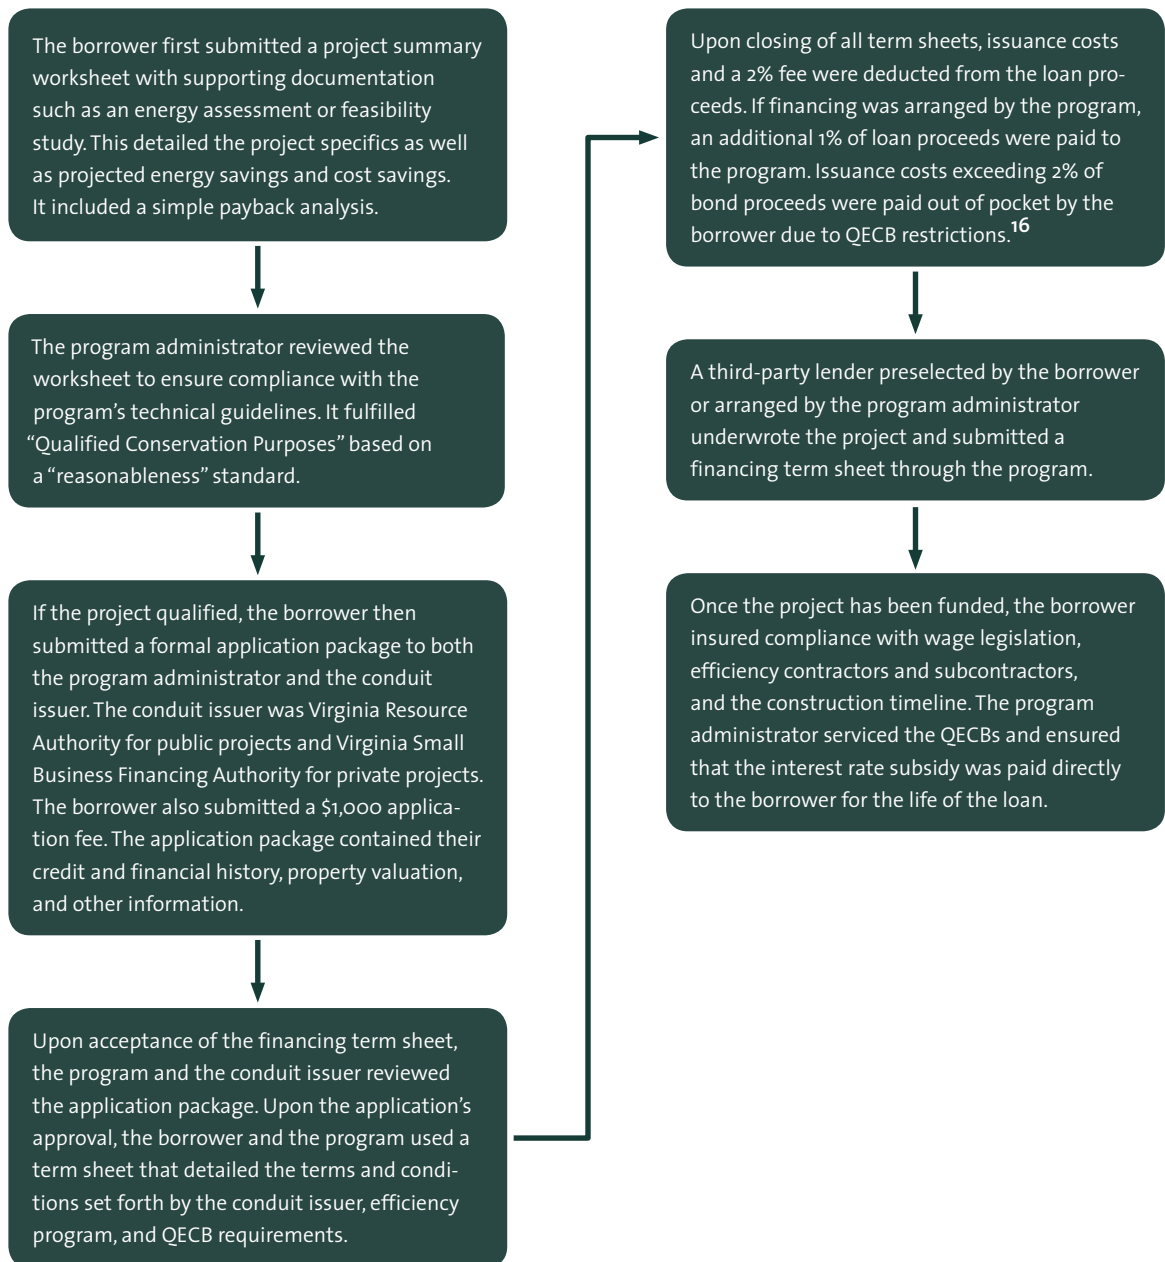 The borrower first submitted a project summary
worksheet with supporting documentation
such as an energy assessment or feasibility
study. This detailed the project specifics as well
as projected energy savings and cost savings.
It included a simple payback analysis.
The program administrator reviewed the
worksheet to ensure compliance with the
program’s technical guidelines. It fulfilled
“Qualified Conservation Purposes” based on
a “reasonableness” standard.
If the project qualified, the borrower then
submitted a formal application package to both
the program administrator and the conduit
issuer. The conduit issuer was Virginia Resource
Authority for public projects and Virginia Small
Business Financing Authority for private projects.
The borrower also submitted a $1,000 applica-
tion fee. The application package contained their
credit and financial history, property valuation,
and other information.
Upon acceptance of the financing term sheet,
the program and the conduit issuer reviewed
the application package. Upon the application’s
approval, the borrower and the program used a
term sheet that detailed the terms and condi-
tions set forth by the conduit issuer, efficiency
program, and QECB requirements.
Upon closing of all term sheets, issuance costs
and a 2% fee were deducted from the loan pro-
ceeds. If financing was arranged by the program,
an additional 1% of loan proceeds were paid to
the program. Issuance costs exceeding 2% of
bond proceeds were paid out of pocket by the
borrower due to QECB restrictions.16
A third-party lender preselected by the borrower
or arranged by the program administrator
underwrote the project and submitted a
financing term sheet through the program.
Once the project has been funded, the borrower
insured compliance with wage legislation,
efficiency contractors and subcontractors,
and the construction timeline. The program
administrator serviced the QECBs and ensured
that the interest rate subsidy was paid directly
to the borrower for the life of the loan.